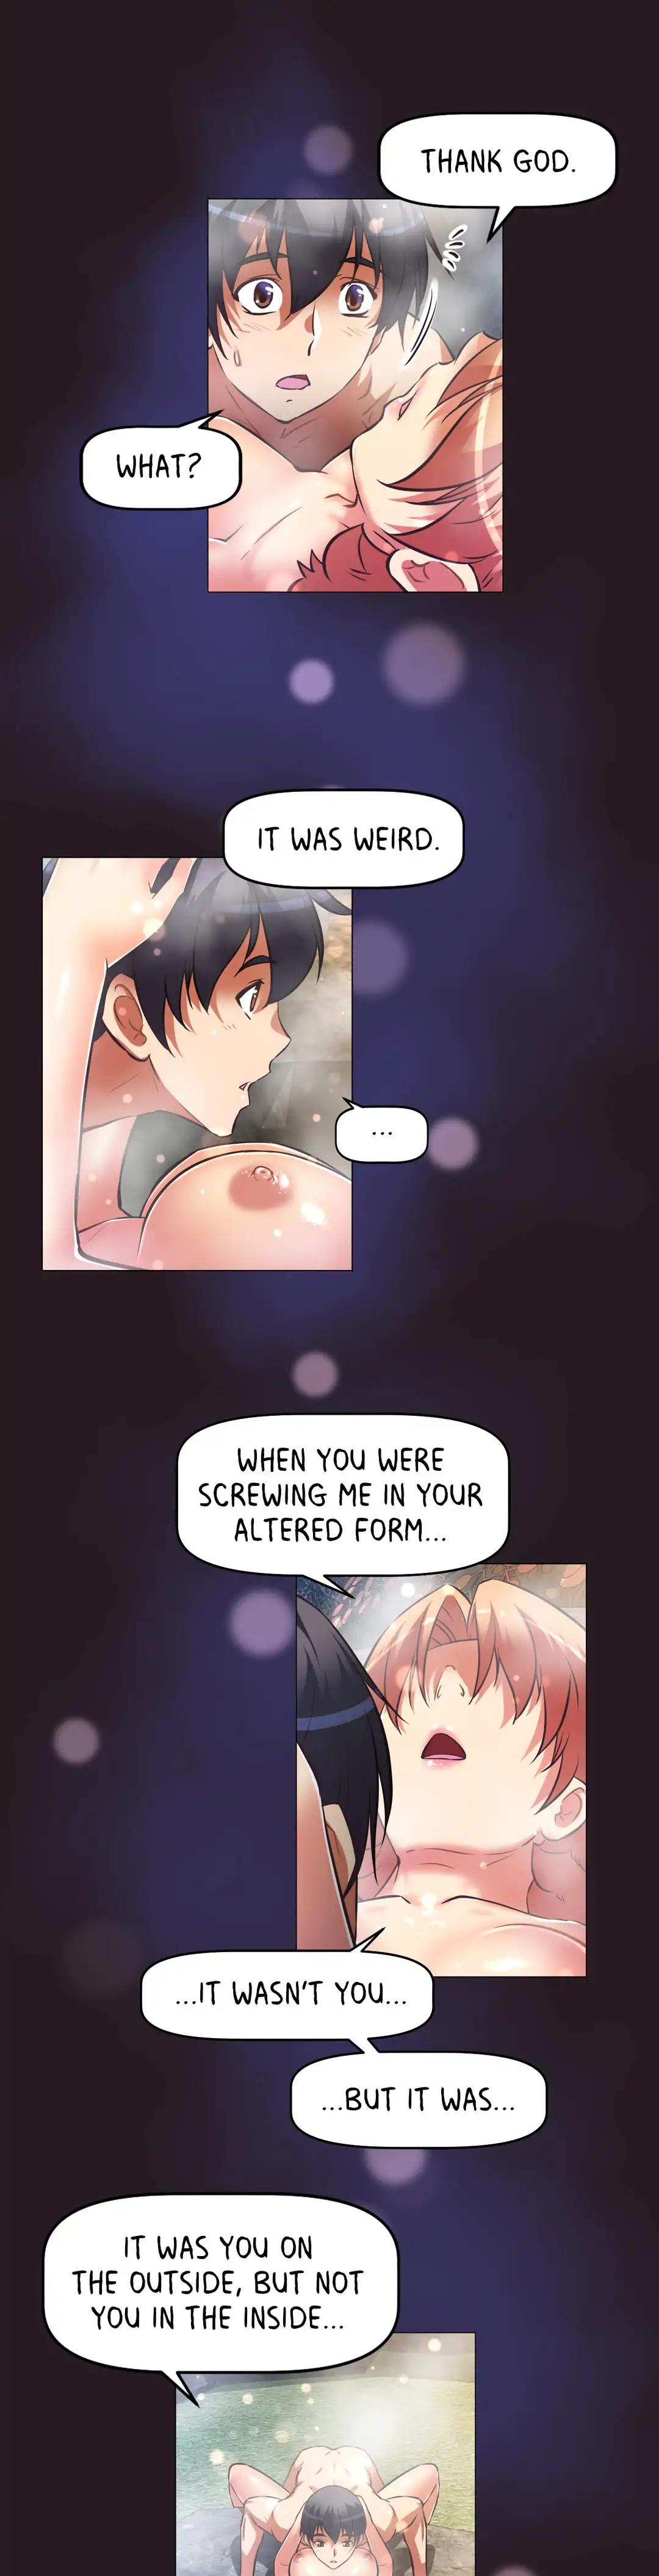 THANK GOD.
WHAT?
IT WAS WEIRD.
...
WHEN YOU WERE
SCREWING ME IN YOUR
ALTERED FORM...
...IT WASN'T YOU...
...BUT IT WAS...
IT WAS YOU ON
THE OUTSIDE, BUT NOT
YOU IN THE INSIDE...